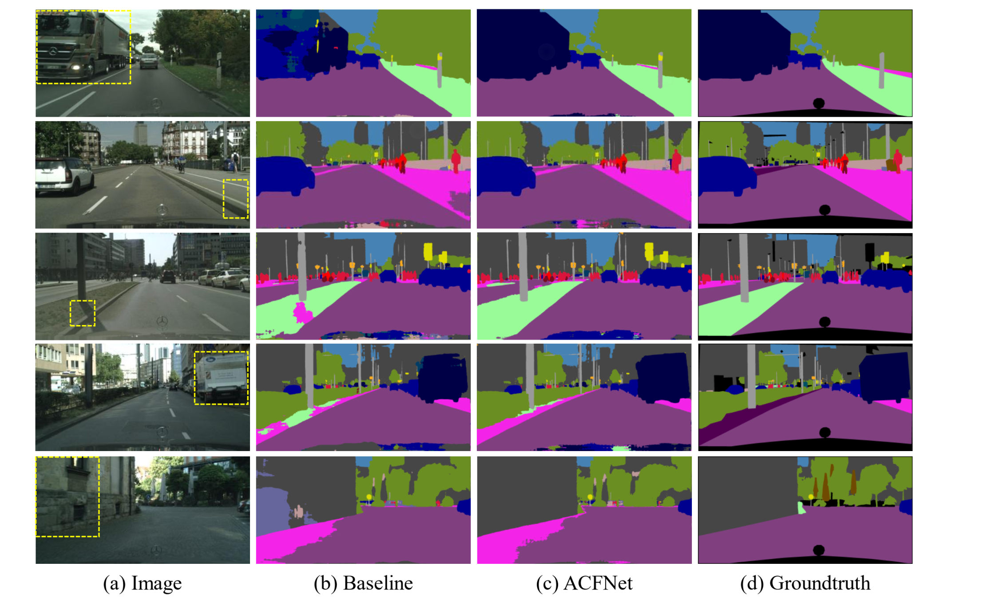 (a) Image
(b) Baseline
(c) ACFNet
(d) Groundtruth